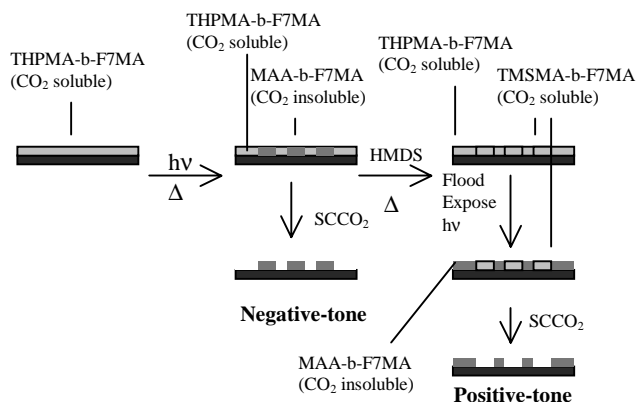 THPMA-b-F7MA
(CO₂ soluble)
THPMA-b-F7MA
(CO₂ soluble)
MAA-b-F7MA
(CO₂ insoluble)
THPMA-b-F7MA
(CO₂ soluble)
TMSMA-b-F7MA
(CO₂ soluble)
hν
Δ
HMDS
Δ
SCCO₂
Flood
Expose
hν
Negative-tone
MAA-b-F7MA
(CO₂ insoluble)
SCCO₂
Positive-tone